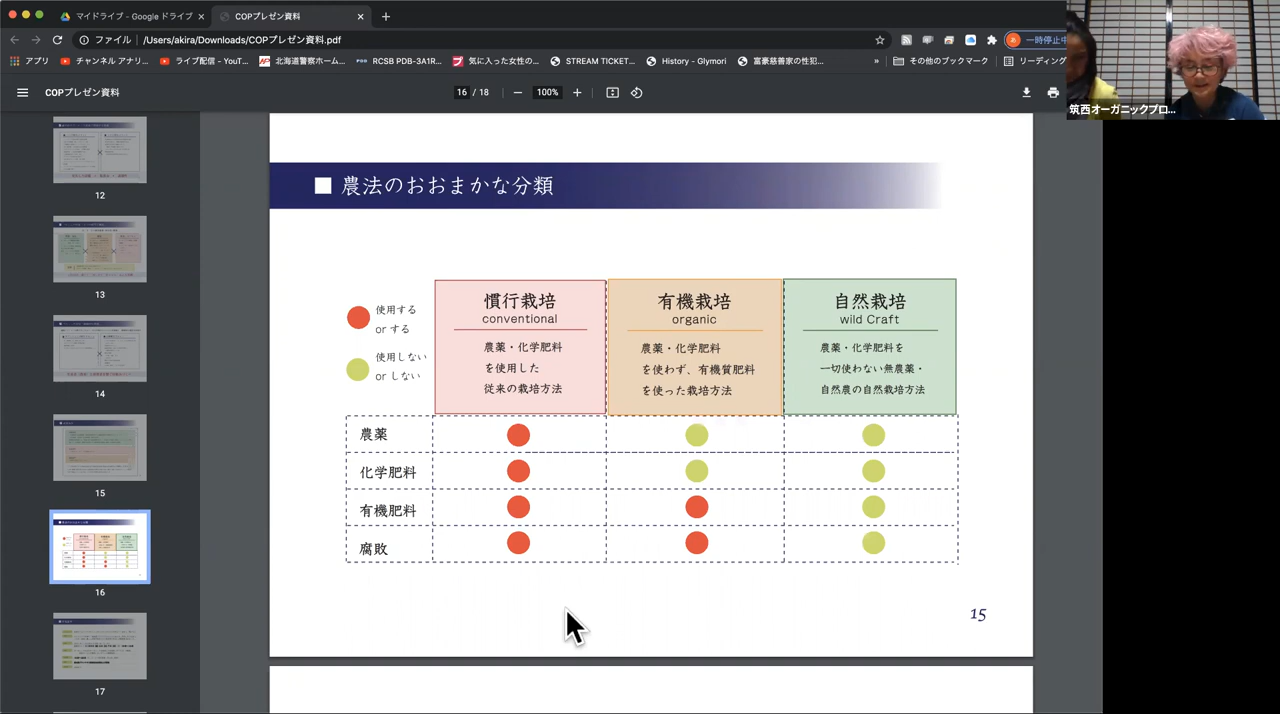 マイドライブ - Google ドライブ
COPプレゼン資料
ファイル
/Users/akira/Downloads/COPプレゼン資料.pdf
一時停止中
アプリ
チャンネル アナリ...
ライブ配信 - YouT...
北海道警察ホーム...
RCSB PDB-3A1R...
気に入った女性の...
STREAM TICKET...
History - Glymori
富豪慈善家の性犯...
»
その他のブックマーク
リーディング
COPプレゼン資料
16 / 18
100%
筑西オーガニックプロ...
12
13
14
15
16
17
■ 農法のおおまかな分類
使用する
or する
使用しない
or しない
慣行栽培
conventional
農薬・化学肥料
を使用した
従来の栽培方法
有機栽培
organic
農薬・化学肥料
を使わず、有機質肥料
を使った栽培方法
自然栽培
wild Craft
農薬・化学肥料を
一切使わない無農薬・
自然農の自然栽培方法
農薬
化学肥料
有機肥料
腐敗
15